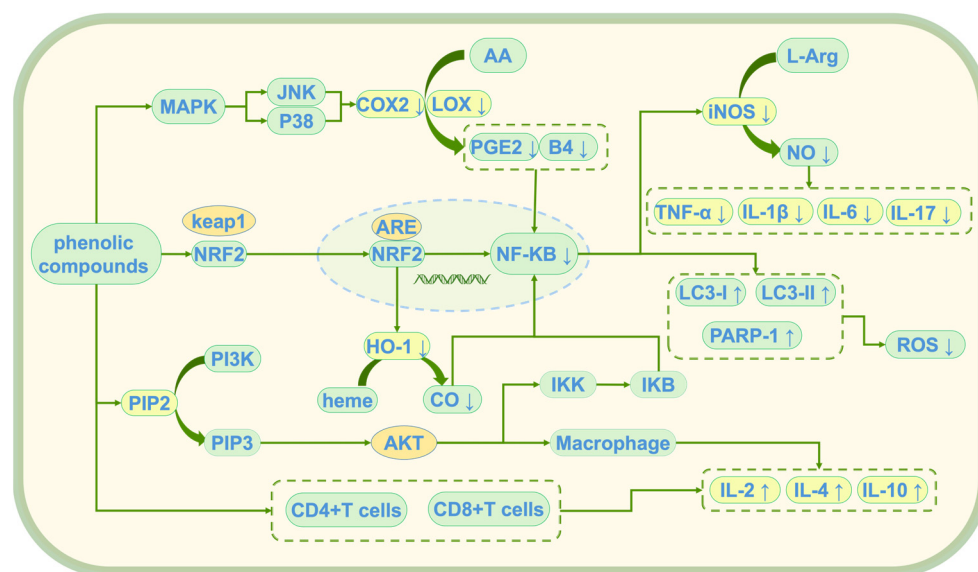 AA
L-Arg
MAPK
JNK
P38
COX2 ↓
LOX ↓
iNOS ↓
PGE2 ↓
B4 ↓
NO ↓
TNF-α ↓
IL-1β ↓
IL-6 ↓
IL-17 ↓
keap1
NRF2
phenolic
compounds
ARE
NRF2
NF-KB ↓
LC3-I ↑
LC3-II ↑
PARP-1 ↑
ROS ↓
HO-1 ↓
heme
CO ↓
PI3K
PIP2
PIP3
AKT
IKK
IKB
Macrophage
CD4+T cells
CD8+T cells
IL-2 ↑
IL-4 ↑
IL-10 ↑